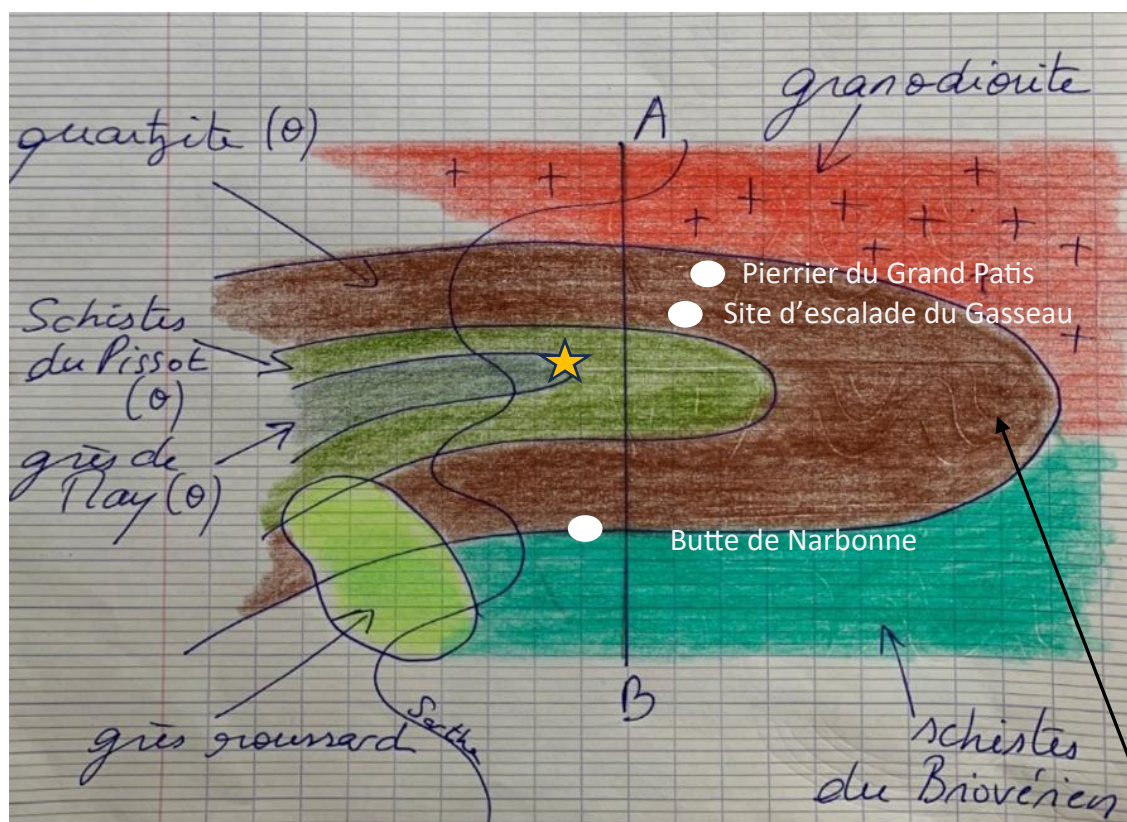 granodiorite
A
quartzite (θ)
Pierrier du Grand Patis
Site d'escalade du Gasseau
Schistes
du Pissot
(θ)
grès de
May (θ)
Butte de Narbonne
B
Sarthe
grès roussard
schistes
du Briovérien